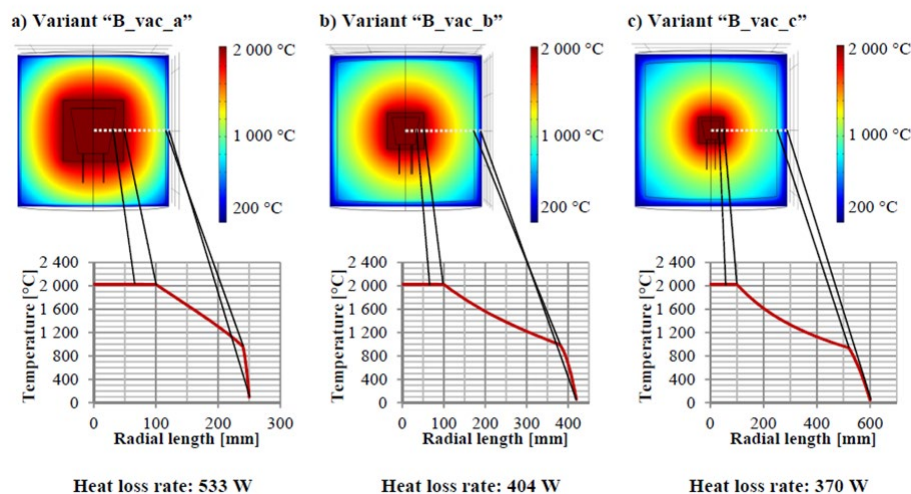 a) Variant “B_vac_a”
b) Variant “B_vac_b”
c) Variant “B_vac_c”
2 000 °C
1 000 °C
200 °C
2 000 °C
1 000 °C
200 °C
2 000 °C
1 000 °C
200 °C
Temperature [°C]
2 400
2 000
1 600
1 200
800
400
0
0 100 200 300
Radial length [mm]
Temperature [°C]
2 400
2 000
1 600
1 200
800
400
0
0 100 200 300 400
Radial length [mm]
Temperature [°C]
2 400
2 000
1 600
1 200
800
400
0
0 200 400 600
Radial length [mm]
Heat loss rate: 533 W
Heat loss rate: 404 W
Heat loss rate: 370 W